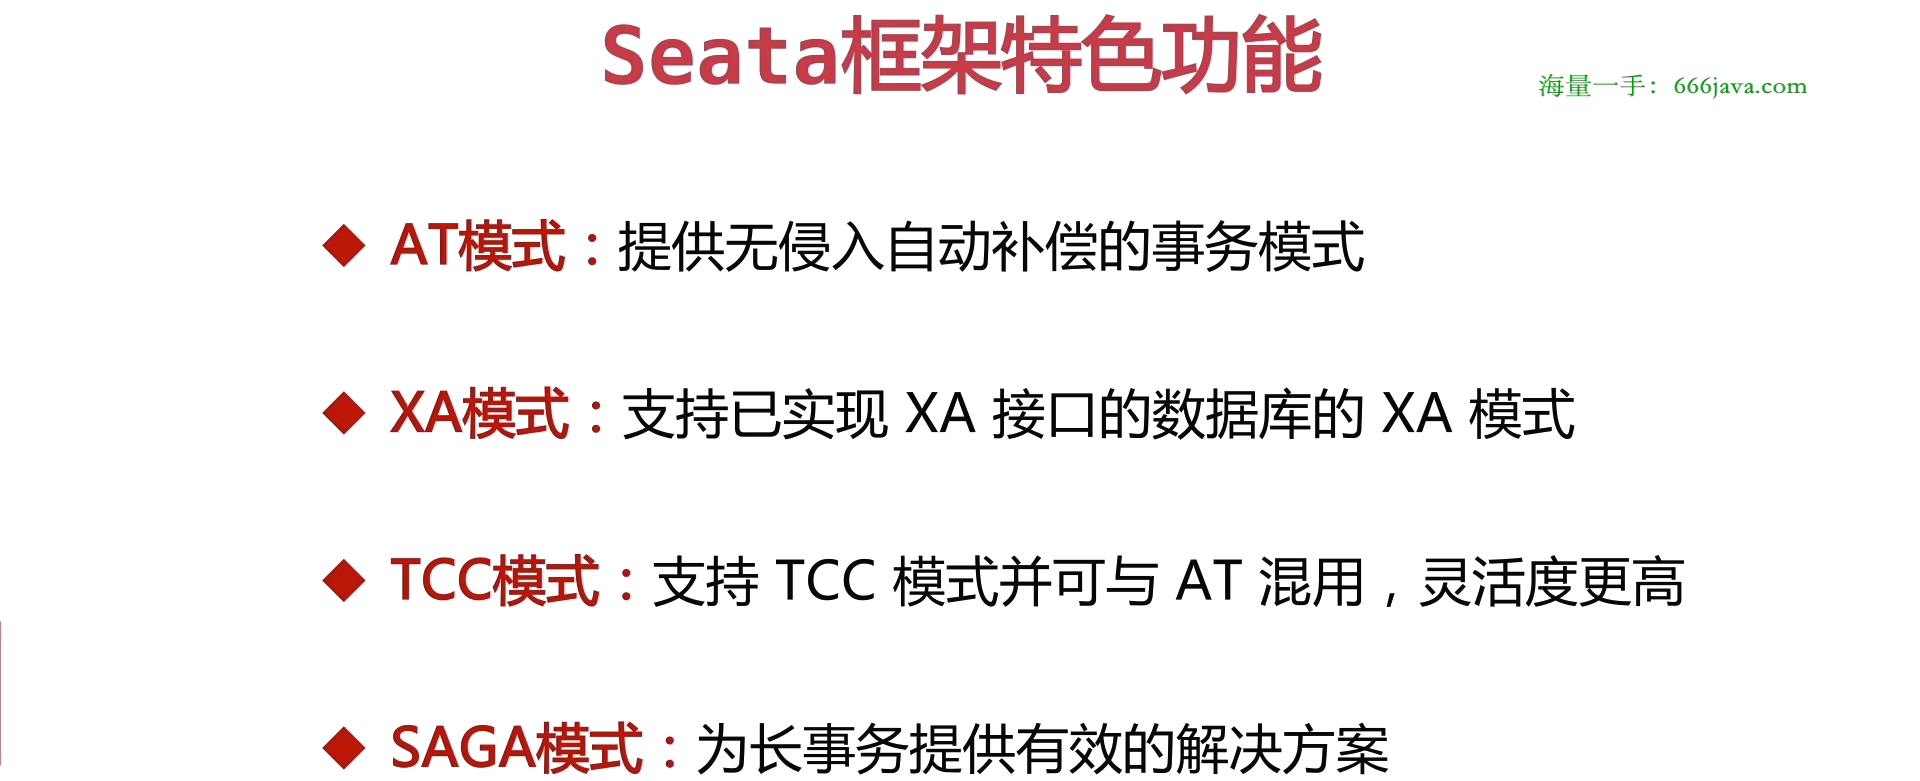 Seata框架特色功能
海量一手：666java.com
AT模式：提供无侵入自动补偿的事务模式
XA模式：支持已实现 XA 接口的数据库的 XA 模式
TCC模式：支持 TCC 模式并可与 AT 混用，灵活度更高
SAGA模式：为长事务提供有效的解决方案